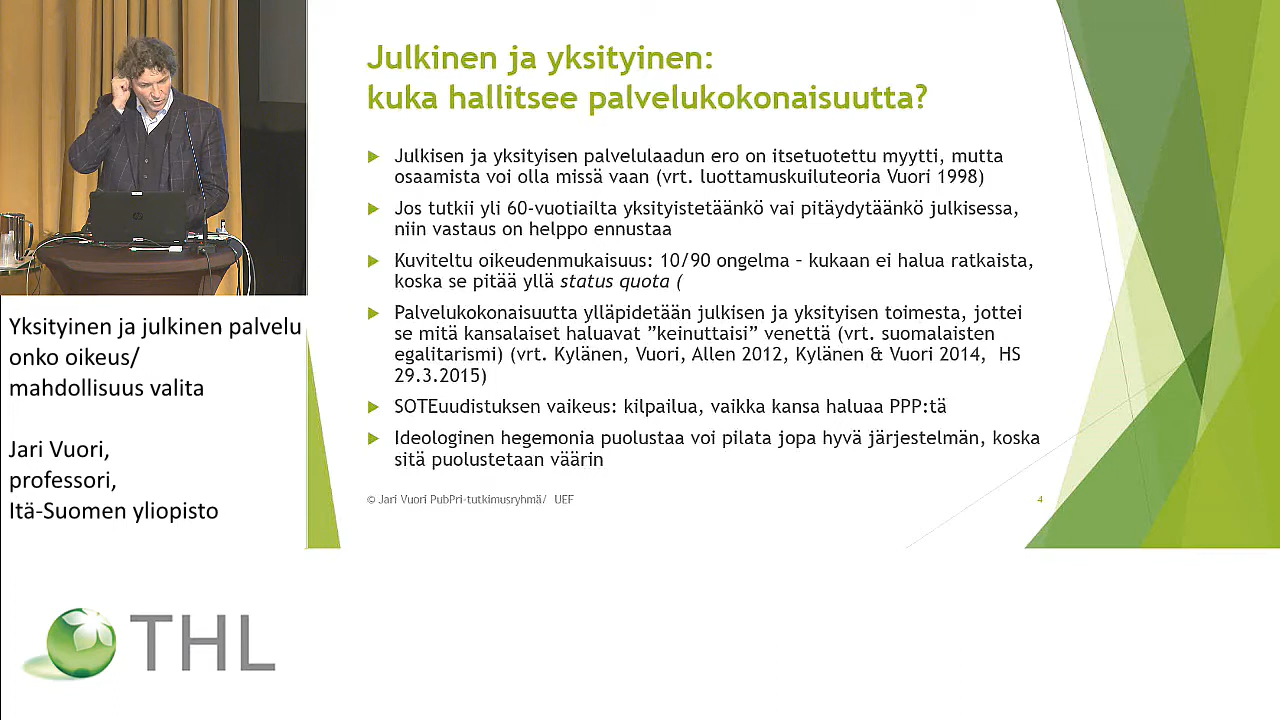 Julkinen ja yksityinen:
kuka hallitsee palvelukokonaisuutta?
Julkisen ja yksityisen palvelulaadun ero on itsetuotettu myytti, mutta
osaamista voi olla missä vaan (vrt. luottamuskuiluteoria Vuori 1998)
Jos tutkii yli 60-vuotiailta yksityistetäänkö vai pitäydytäänkö julkisessa,
niin vastaus on helppo ennustaa
Kuviteltu oikeudenmukaisuus: 10/90 ongelma – kukaan ei halua ratkaista,
koska se pitää yllä status quota (
Palvelukokonaisuutta ylläpidetään julkisen ja yksityisen toimesta, jottei
se mitä kansalaiset haluavat ”keinuttaisi” venettä (vrt. suomalaisten
egalitarismi) (vrt. Kylänen, Vuori, Allen 2012, Kylänen & Vuori 2014, HS
29.3.2015)
SOTEuudistuksen vaikeus: kilpailua, vaikka kansa haluaa PPP:tä
Ideologinen hegemonia puolustaa voi pilata jopa hyvä järjestelmän, koska
sitä puolustetaan väärin
© Jari Vuori PubPri-tutkimusryhmä/ UEF
4
Yksityinen ja julkinen palvelu
onko oikeus/
mahdollisuus valita
Jari Vuori,
professori,
Itä-Suomen yliopisto
THL